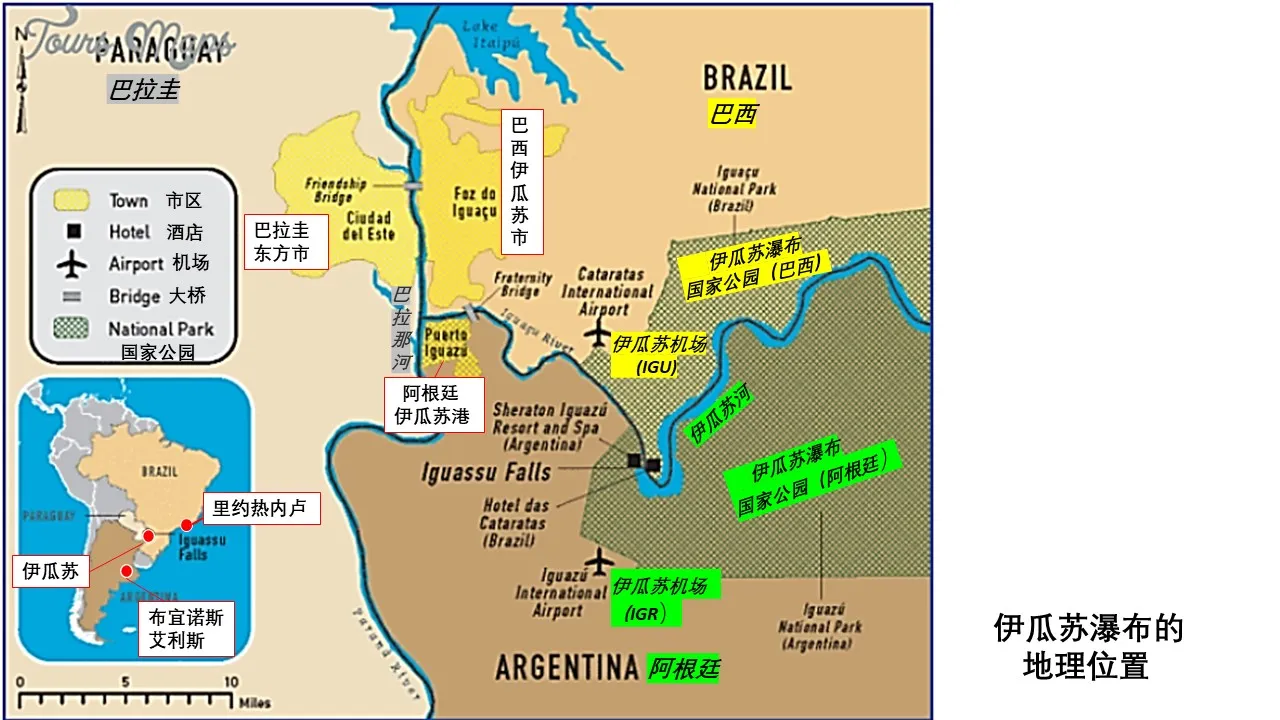 N
Tours Maps
PARAGUAY
巴拉圭
Lake
Itaipú
BRAZIL
巴西
Town 市区
Hotel 酒店
Airport 机场
Bridge 大桥
National Park
国家公园
Friendship
Bridge
Ciudad
del Este
巴拉圭
东方市
Foz do
Iguaçu
巴西伊瓜苏市
Iguaçu
National Park
(Brazil)
伊瓜苏瀑布
国家公园（巴西)
Fraternity
Bridge
Cataratas
International
Airport
伊瓜苏机场
(IGU)
Iguaçu River
巴拉那河
Puerto
Iguazú
阿根廷
伊瓜苏港
Sheraton Iguazú
Resort and Spa
(Argentina)
Iguassu Falls
Hotel das
Cataratas
(Brazil)
伊瓜苏河
伊瓜苏瀑布
国家公园（阿根廷）
Iguazú
International
Airport
伊瓜苏机场
(IGR）
Iguazú
National Park
(Argentina)
Paraná River
ARGENTINA 阿根廷
BRAZIL
PARAGUAY
里约热内卢
Iguassu
Falls
伊瓜苏
ARGENTINA
布宜诺斯
艾利斯
0 5 10
Miles
伊瓜苏瀑布的
地理位置